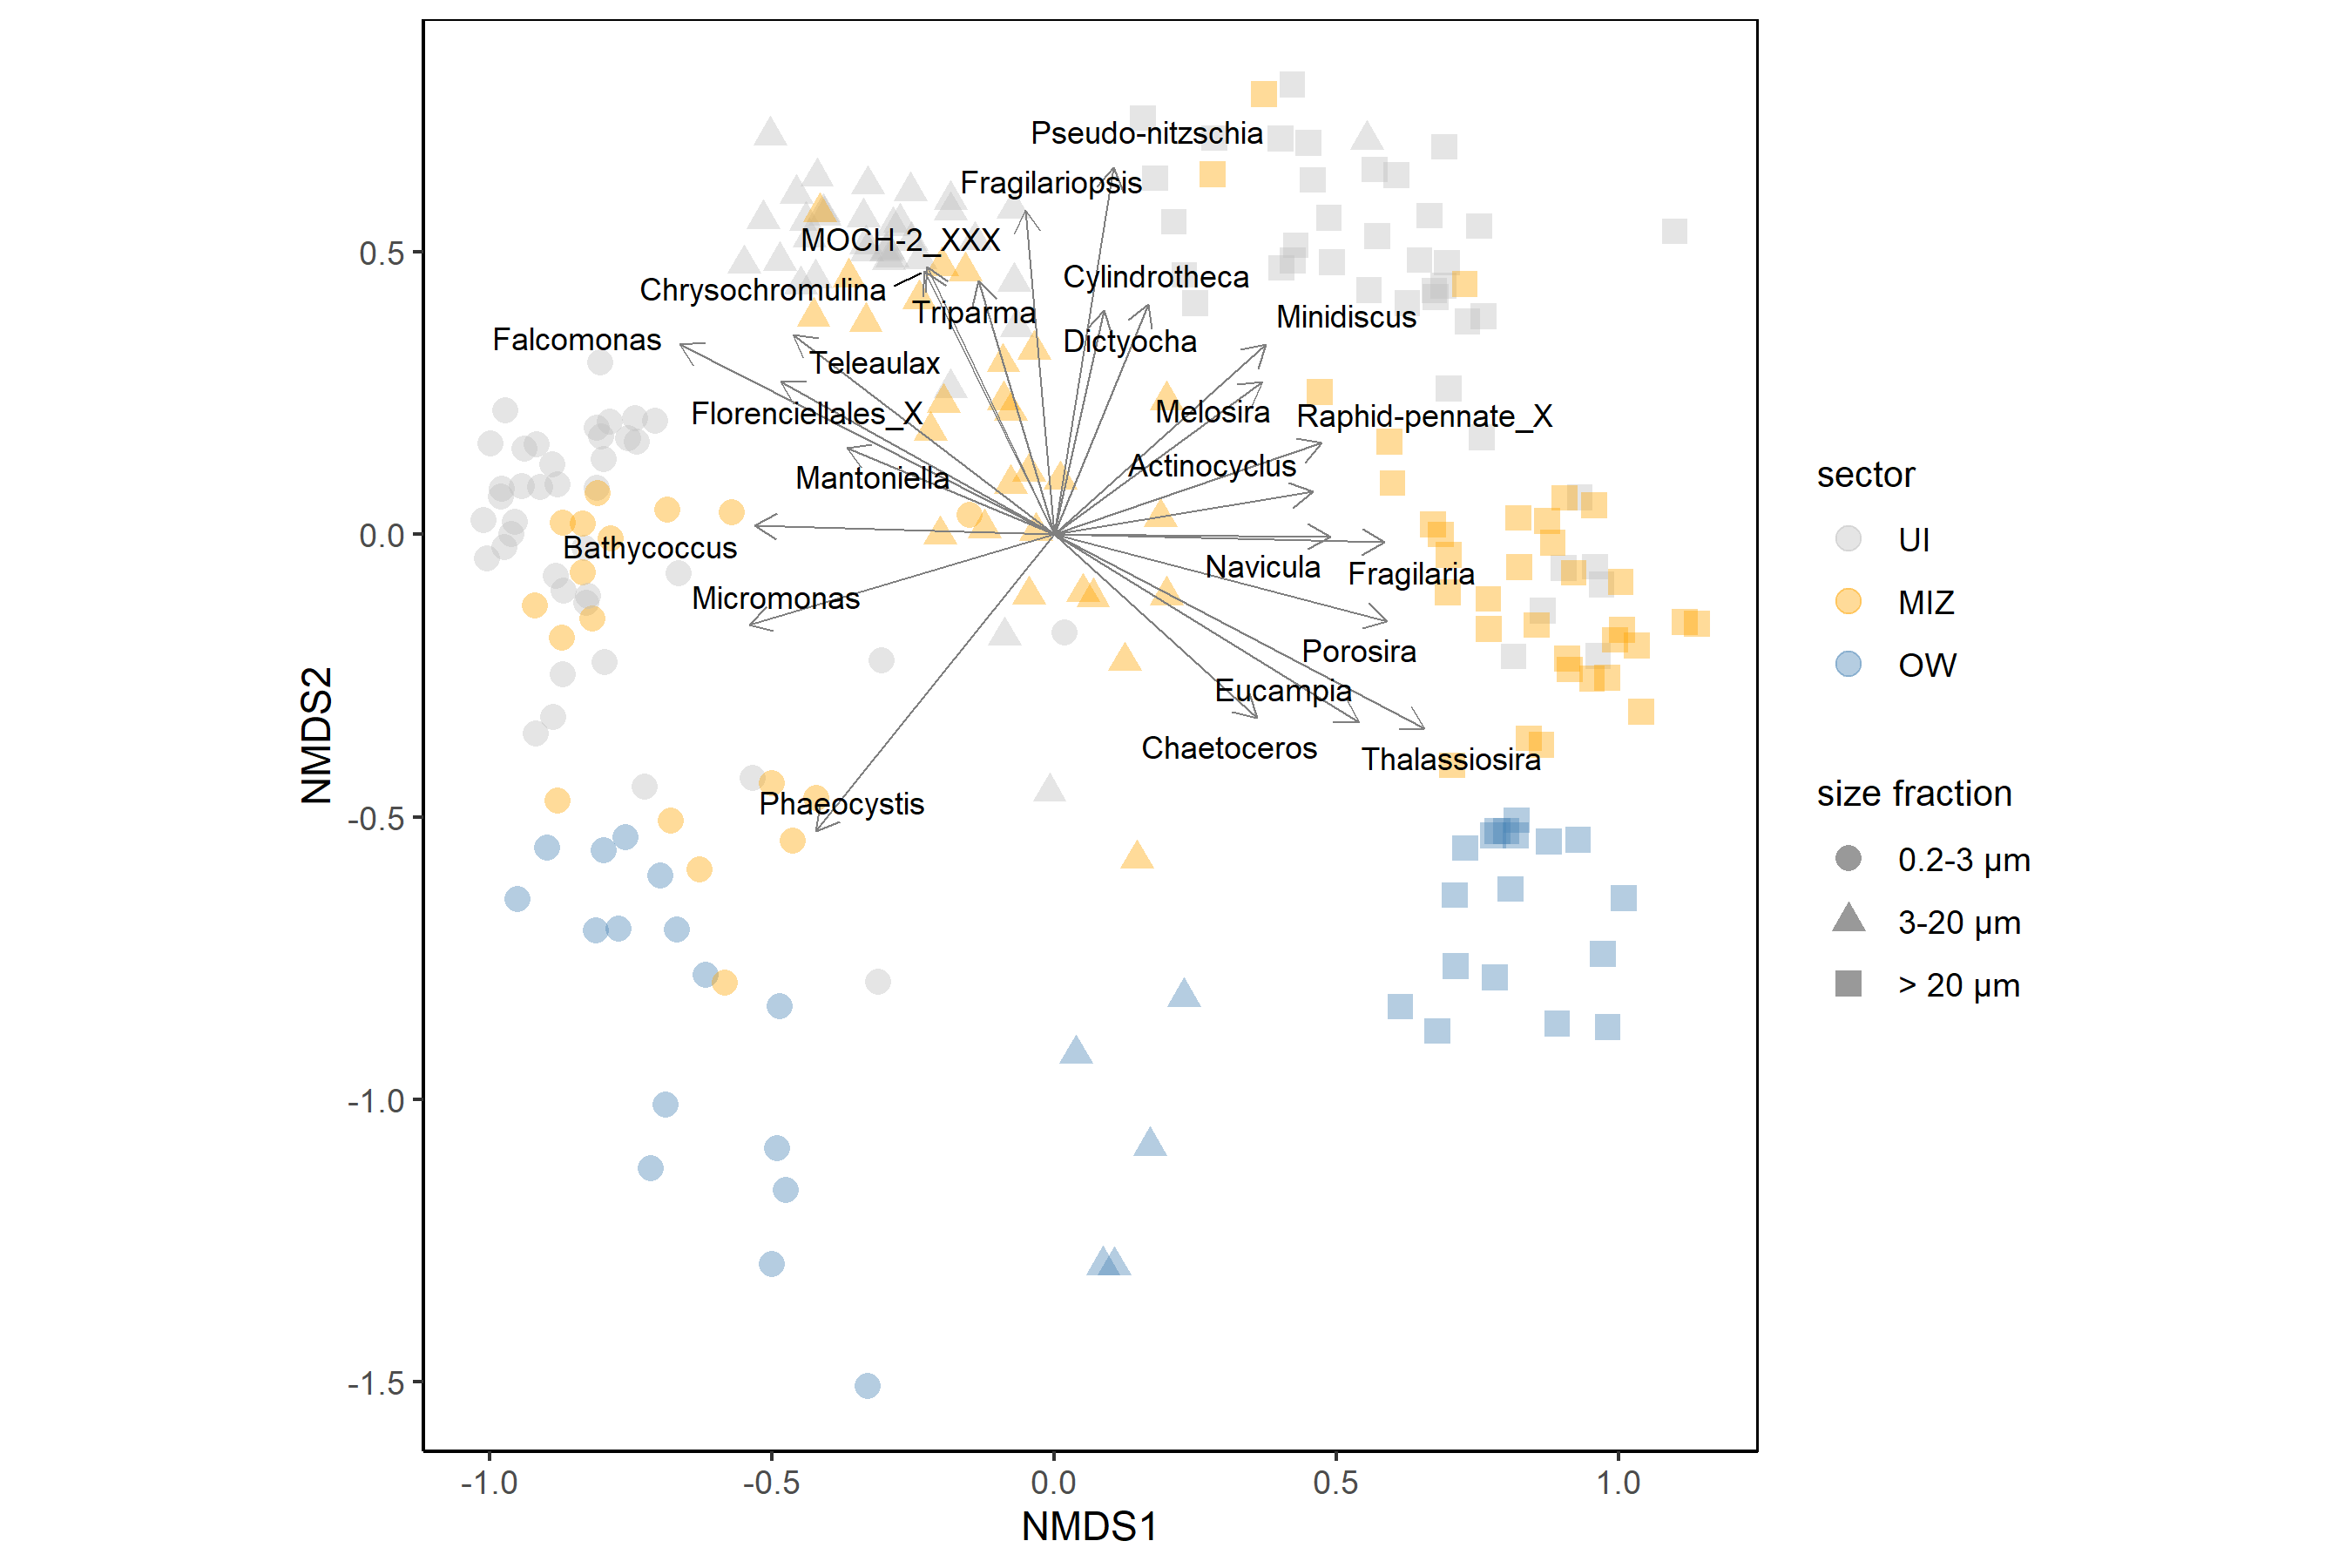 Pseudo-nitzschia
Fragilariopsis
MOCH-2_XXX
Cylindrotheca
Chrysochromulina
Triparma
Minidiscus
Falcomonas
Dictyocha
Teleaulax
Florenciellales_X
Melosira
Raphid-pennate_X
Mantoniella
Actinocyclus
Bathycoccus
Navicula
Fragilaria
Micromonas
Porosira
Eucampia
Chaetoceros
Thalassiosira
Phaeocystis
0.5
0.0
-0.5
-1.0
-1.5
NMDS2
-1.0
-0.5
0.0
0.5
1.0
NMDS1
sector
UI
MIZ
OW
size fraction
0.2-3 µm
3-20 µm
> 20 µm